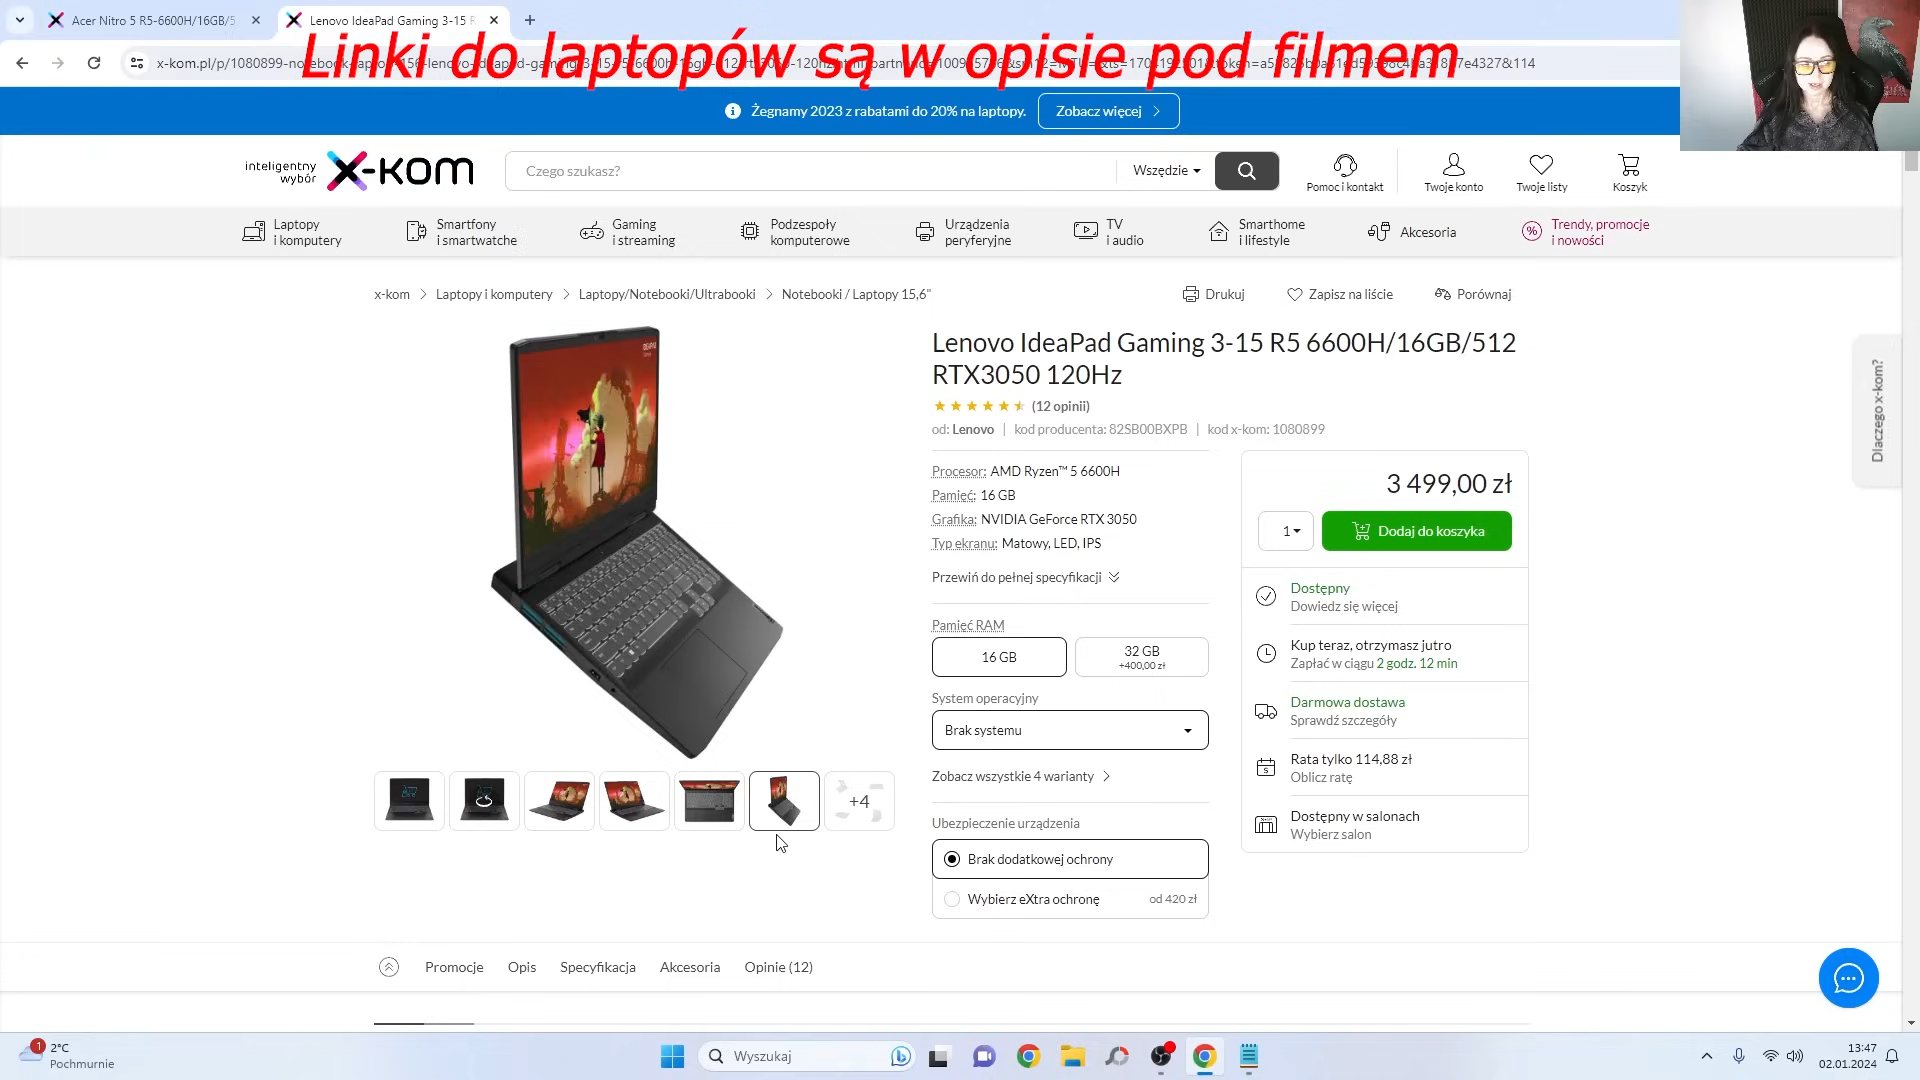 Acer Nitro 5 R5-6600H/16GB/5
Lenovo IdeaPad Gaming 3-15 R
Linki do laptopów są w opisie pod filmem
Żegnamy 2023 z rabatami do 20% na laptopy.
Zobacz więcej
inteligentny
wybór
x-kom
Czego szukasz?
Wszędzie
Pomoc i kontakt
Twoje konto
Twoje listy
Koszyk
Laptopy
i komputery
Smartfony
i smartwatche
Gaming
i streaming
Podzespoły
komputerowe
Urządzenia
peryferyjne
TV
i audio
Smarthome
i lifestyle
Akcesoria
Trendy, promocje
i nowości
x-kom > Laptopy i komputery > Laptopy/Notebooki/Ultrabooki > Notebooki / Laptopy 15,6"
Drukuj
Zapisz na liście
Porównaj
Dlaczego x-kom?
Lenovo IdeaPad Gaming 3-15 R5 6600H/16GB/512
RTX3050 120Hz
(12 opinii)
od: Lenovo | kod producenta: 82SB00BXPB | kod x-kom: 1080899
Procesor: AMD Ryzen™ 5 6600H
Pamięć: 16 GB
Grafika: NVIDIA GeForce RTX 3050
Typ ekranu: Matowy, LED, IPS
Przewiń do pełnej specyfikacji
Pamięć RAM
16 GB
32 GB
+400,00 zł
System operacyjny
Brak systemu
Zobacz wszystkie 4 warianty
Ubezpieczenie urządzenia
Brak dodatkowej ochrony
Wybierz eXtra ochronę
od 420 zł
3 499,00 zł
1
Dodaj do koszyka
Dostępny
Dowiedz się więcej
Kup teraz, otrzymasz jutro
Zapłać w ciągu 2 godz. 12 min
Darmowa dostawa
Sprawdź szczegóły
Rata tylko 114,88 zł
Oblicz ratę
Dostępny w salonach
Wybierz salon
+4
Promocje
Opis
Specyfikacja
Akcesoria
Opinie (12)
1
2°C
Pochmurnie
Wyszukaj
13:47
02.01.2024